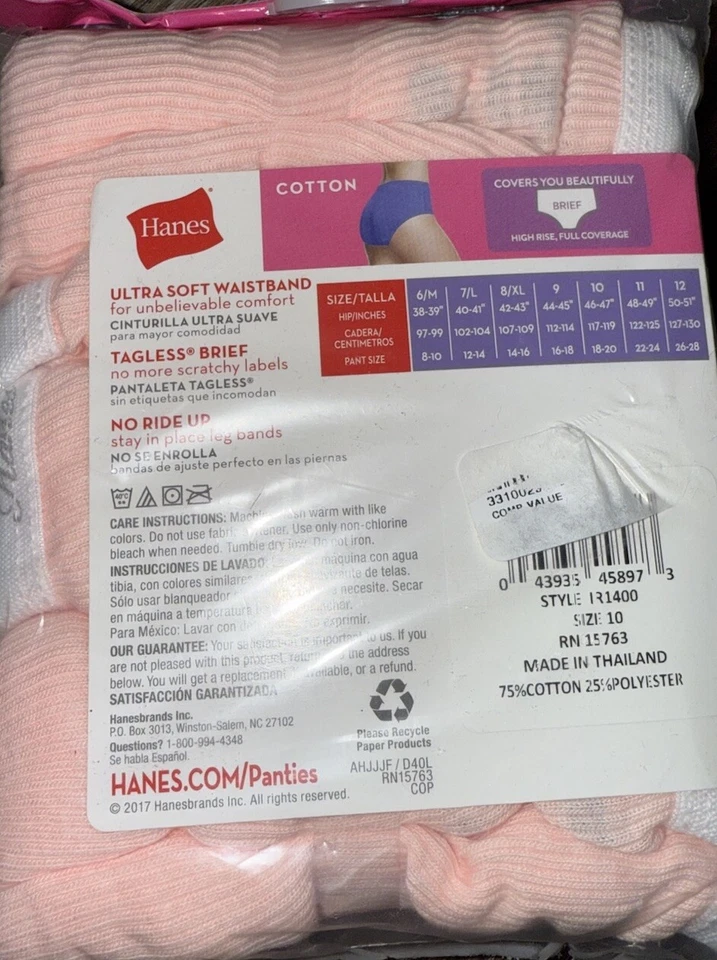 Hanes
COTTON
COVERS YOU BEAUTIFULLY
BRIEF
HIGH RISE, FULL COVERAGE
ULTRA SOFT WAISTBAND
for unbelievable comfort
CINTURILLA ULTRA SUAVE
para mayor comodidad
TAGLESS® BRIEF
no more scratchy labels
PANTALETA TAGLESS®
sin etiquetas que incomodan
NO RIDE UP
stay in place leg bands
NO SE ENROLLA
bandas de ajuste perfecto en las piernas
SIZE/TALLA 6/M 7/L 8/XL 9 10 11 12
HIP/INCHES 38-39" 40-41" 42-43" 44-45" 46-47" 48-49" 50-51"
CADERA/
CENTIMETROS 97-99 102-104 107-109 112-114 117-119 122-125 127-130
PANT SIZE 8-10 12-14 14-16 16-18 18-20 22-24 26-28
40°C
CARE INSTRUCTIONS: Machine wash warm with like
colors. Do not use fabric softener. Use only non-chlorine
bleach when needed. Tumble dry low. Do not iron.
INSTRUCCIONES DE LAVADO: máquina con agua
tibia, con colores similares de telas.
Sólo usar blanqueador necesite. Secar
en máquina a temperatura
Para México: Lavar con exprimir.
OUR GUARANTEE: Your satisfaction is important to us. If you
are not pleased with this product, return to the address
below. You will get a replacement, available, or a refund.
SATISFACCIÓN GARANTIZADA
Hanesbrands Inc.
P.O. Box 3013, Winston-Salem, NC 27102
Questions? 1-800-994-4348
Se habla Español.
HANES.COM/Panties
© 2017 Hanesbrands Inc. All rights reserved.
Please Recycle
Paper Products
AHJJJF / D40L
RN15763
COP
COMP VALUE
0 43935 45897 3
STYLE 1R1400
SIZE 10
RN 15763
MADE IN THAILAND
75%COTTON 25%POLYESTER